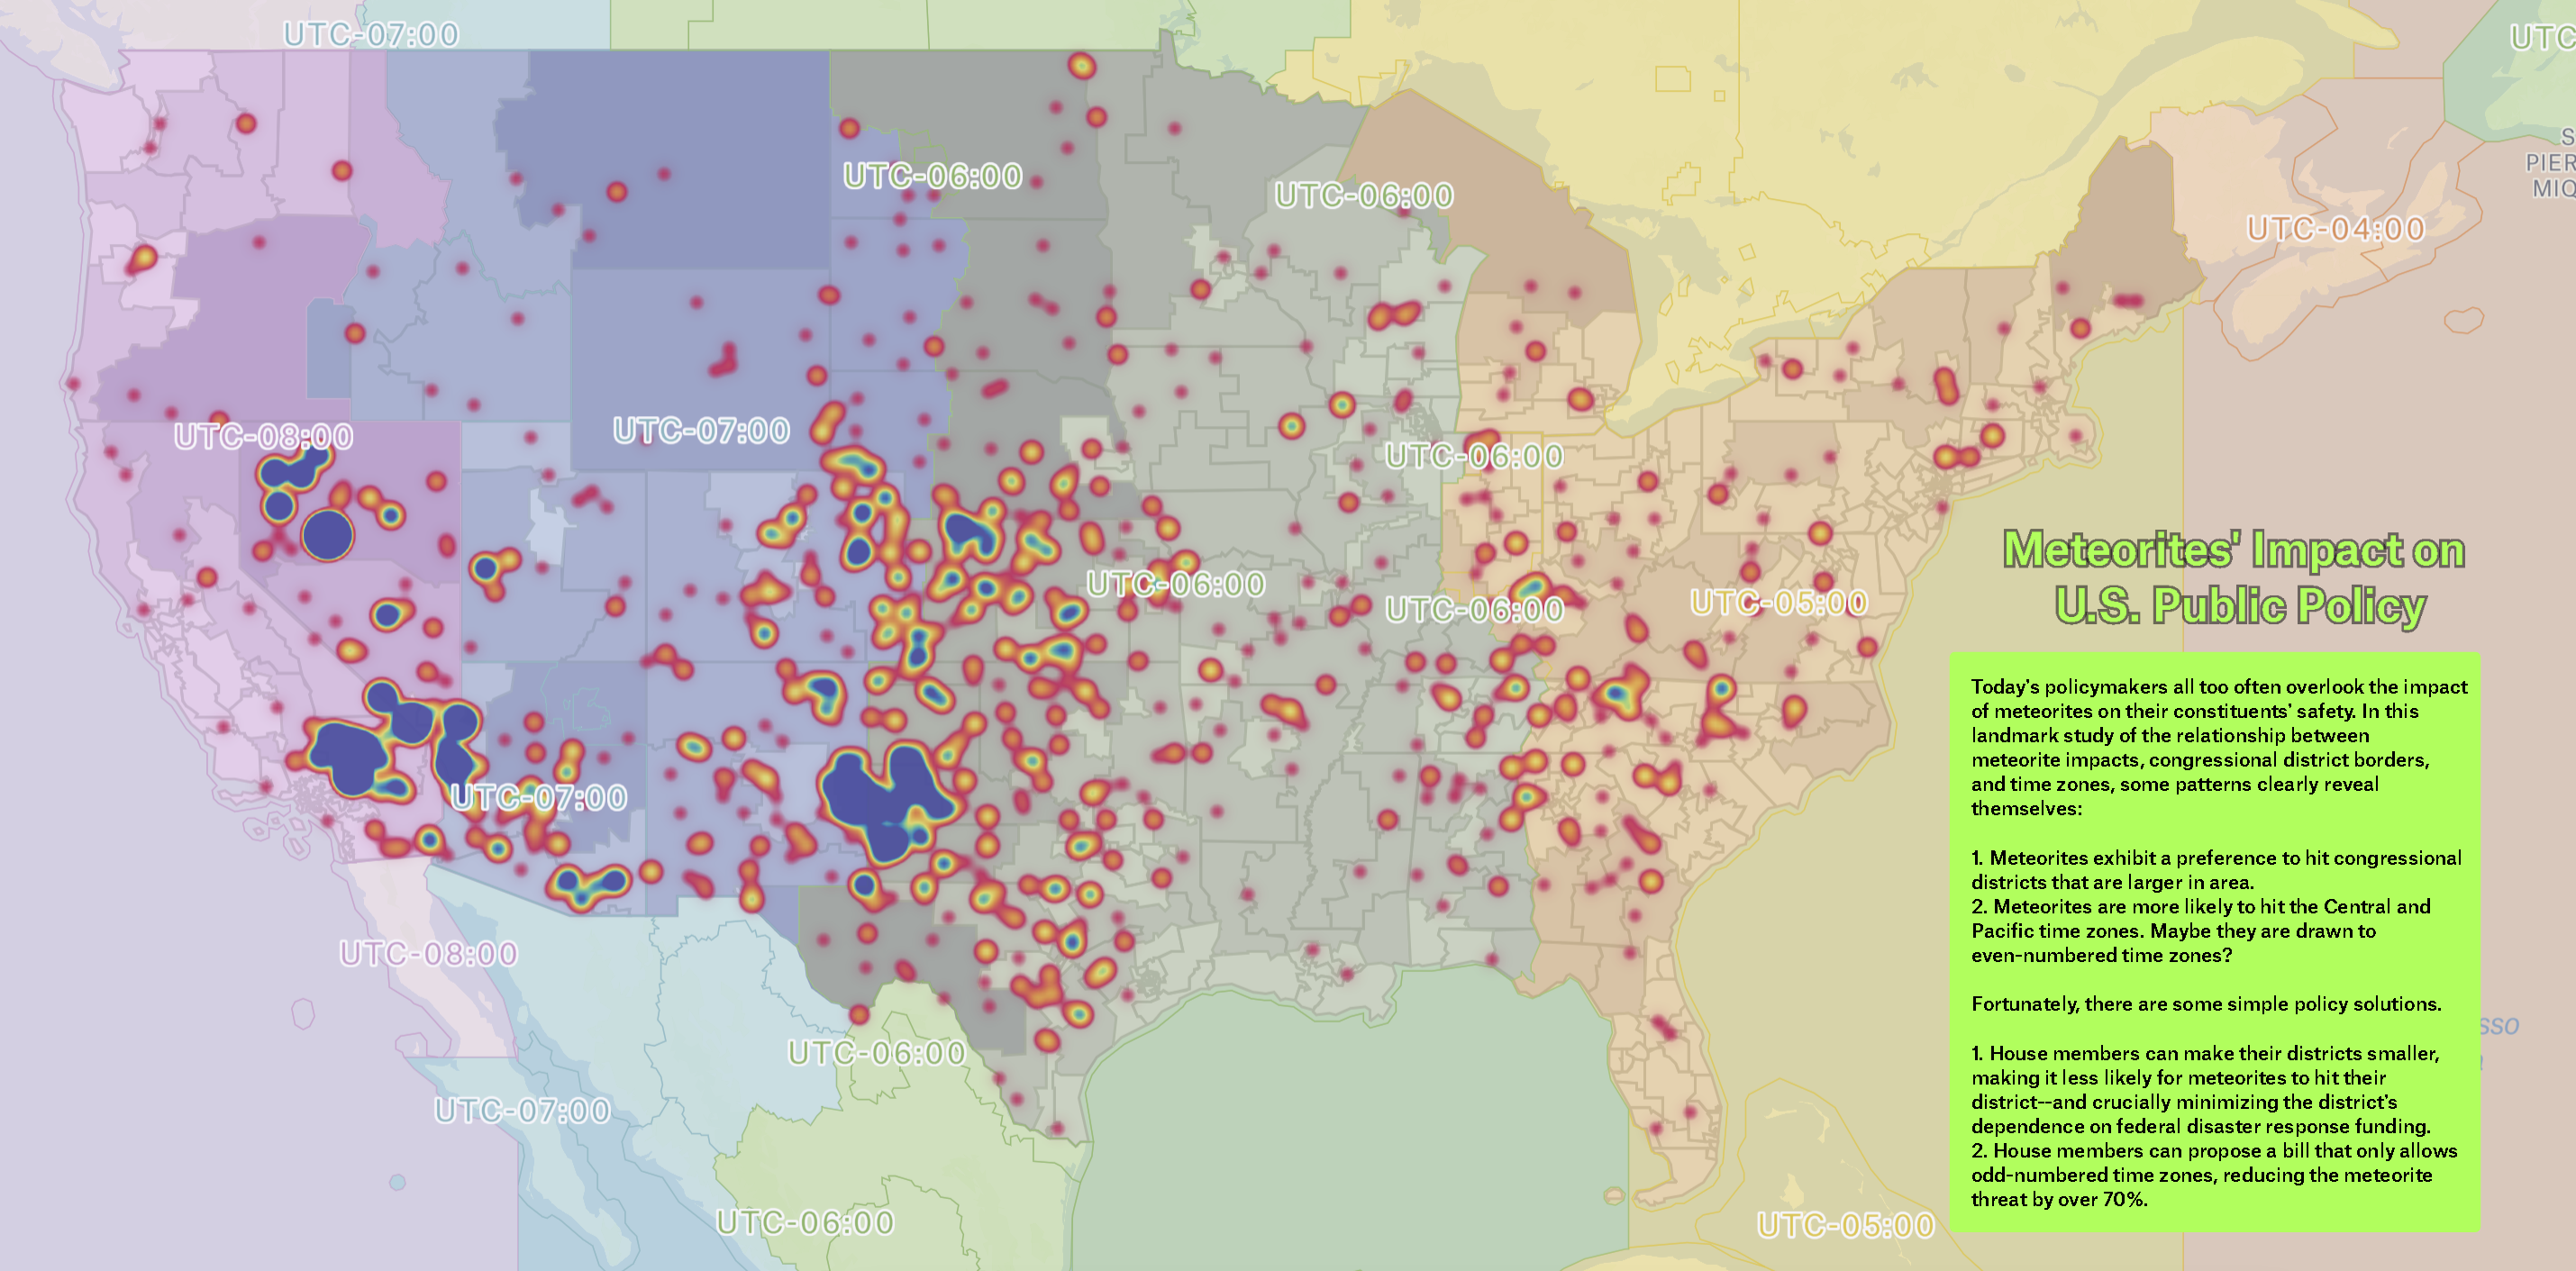 UTC-07:00
UTC
S
PIER
MIQ
UTC-06:00
UTC-06:00
UTC-04:00
UTC-08:00
UTC-07:00
UTC-06:00
UTC-06:00
UTC-06:00
UTC-05:00
UTC-07:00
UTC-08:00
UTC-06:00
UTC-07:00
UTC-06:00
UTC-05:00
Meteorites' Impact on
U.S. Public Policy
Today's policymakers all too often overlook the impact
of meteorites on their constituents' safety. In this
landmark study of the relationship between
meteorite impacts, congressional district borders,
and time zones, some patterns clearly reveal
themselves:
1. Meteorites exhibit a preference to hit congressional
districts that are larger in area.
2. Meteorites are more likely to hit the Central and
Pacific time zones. Maybe they are drawn to
even-numbered time zones?
Fortunately, there are some simple policy solutions.
1. House members can make their districts smaller,
making it less likely for meteorites to hit their
district--and crucially minimizing the district's
dependence on federal disaster response funding.
2. House members can propose a bill that only allows
odd-numbered time zones, reducing the meteorite
threat by over 70%.
sso